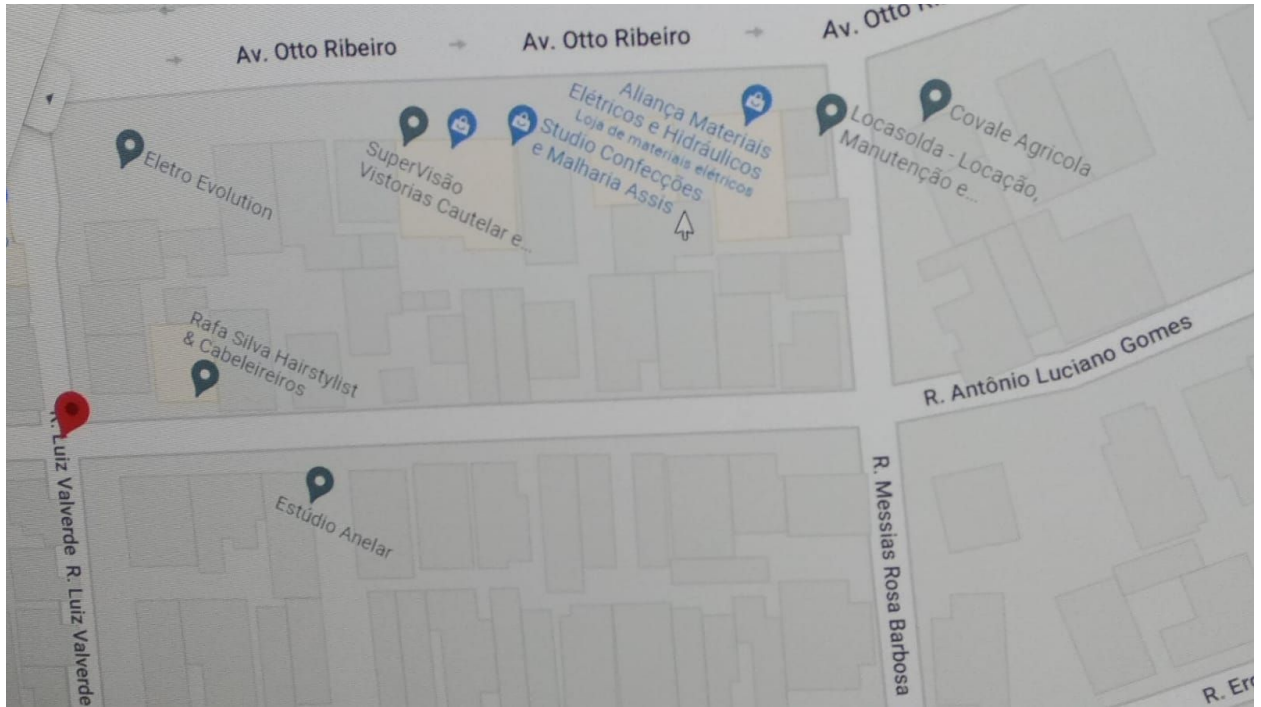 Av. Otto Ribeiro
Av. Otto Ribeiro
Av. Otto
Eletro Evolution
SuperVisão
Vistorias Cautelar e...
Aliança Materiais
Elétricos e Hidráulicos
Loja de materiais elétricos
Studio Confecções
e Malharia Assis
Locasolda - Locação,
Manutenção e...
Covale Agricola
Rafa Silva Hairstylist
& Cabeleireiros
R. Antônio Luciano Gomes
R. Luiz Valverde
R. Luiz Valverde
Estúdio Anelar
R. Messias Rosa Barbosa
R.